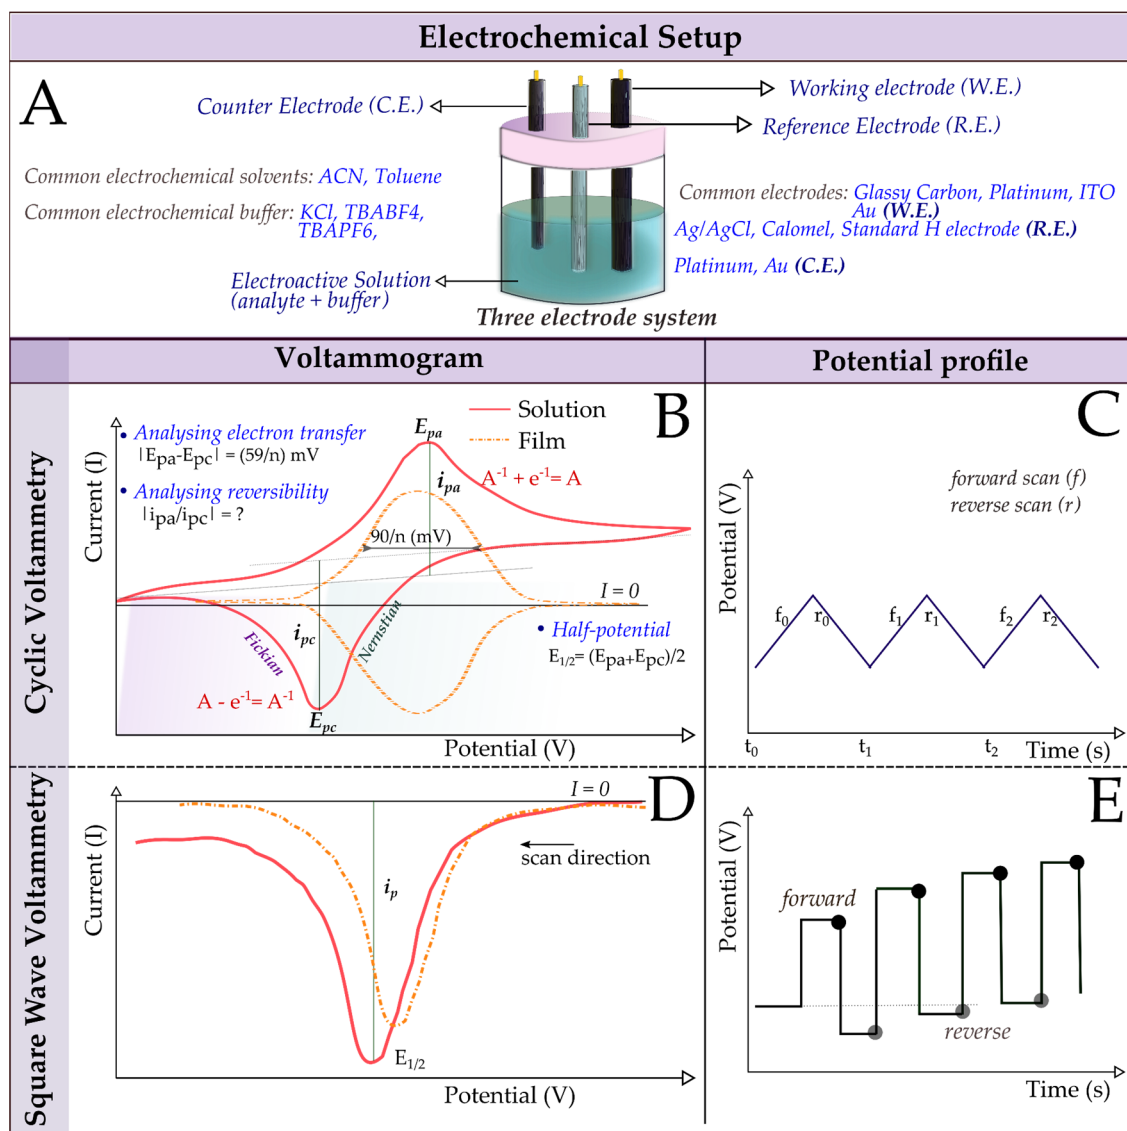 Electrochemical Setup
A
Counter Electrode (C.E.)
Working electrode (W.E.)
Reference Electrode (R.E.)
Common electrochemical solvents: ACN, Toluene
Common electrochemical buffer: KCl, TBABF4,
TBAPF6,
Common electrodes: Glassy Carbon, Platinum, ITO
Au (W.E.)
Ag/AgCl, Calomel, Standard H electrode (R.E.)
Platinum, Au (C.E.)
Electroactive Solution
(analyte + buffer)
Three electrode system
Voltammogram
Potential profile
Cyclic Voltammetry
B
• Analysing electron transfer
|Epa-Epc| = (59/n) mV
• Analysing reversibility
|ipa/ipc| = ?
Solution
Film
Epa
ipa
A⁻¹ + e⁻¹= A
90/n (mV)
I = 0
ipc
Fickian
Nernstian
• Half-potential
E1/2= (Epa+Epc)/2
A - e⁻¹= A⁻¹
Epc
Current (I)
Potential (V)
C
forward scan (f)
reverse scan (r)
Potential (V)
f0 r0 f1 r1 f2 r2
t0 t1 t2 Time (s)
Square Wave Voltammetry
D
I = 0
scan direction
ip
E1/2
Current (I)
Potential (V)
E
Potential (V)
forward
reverse
Time (s)